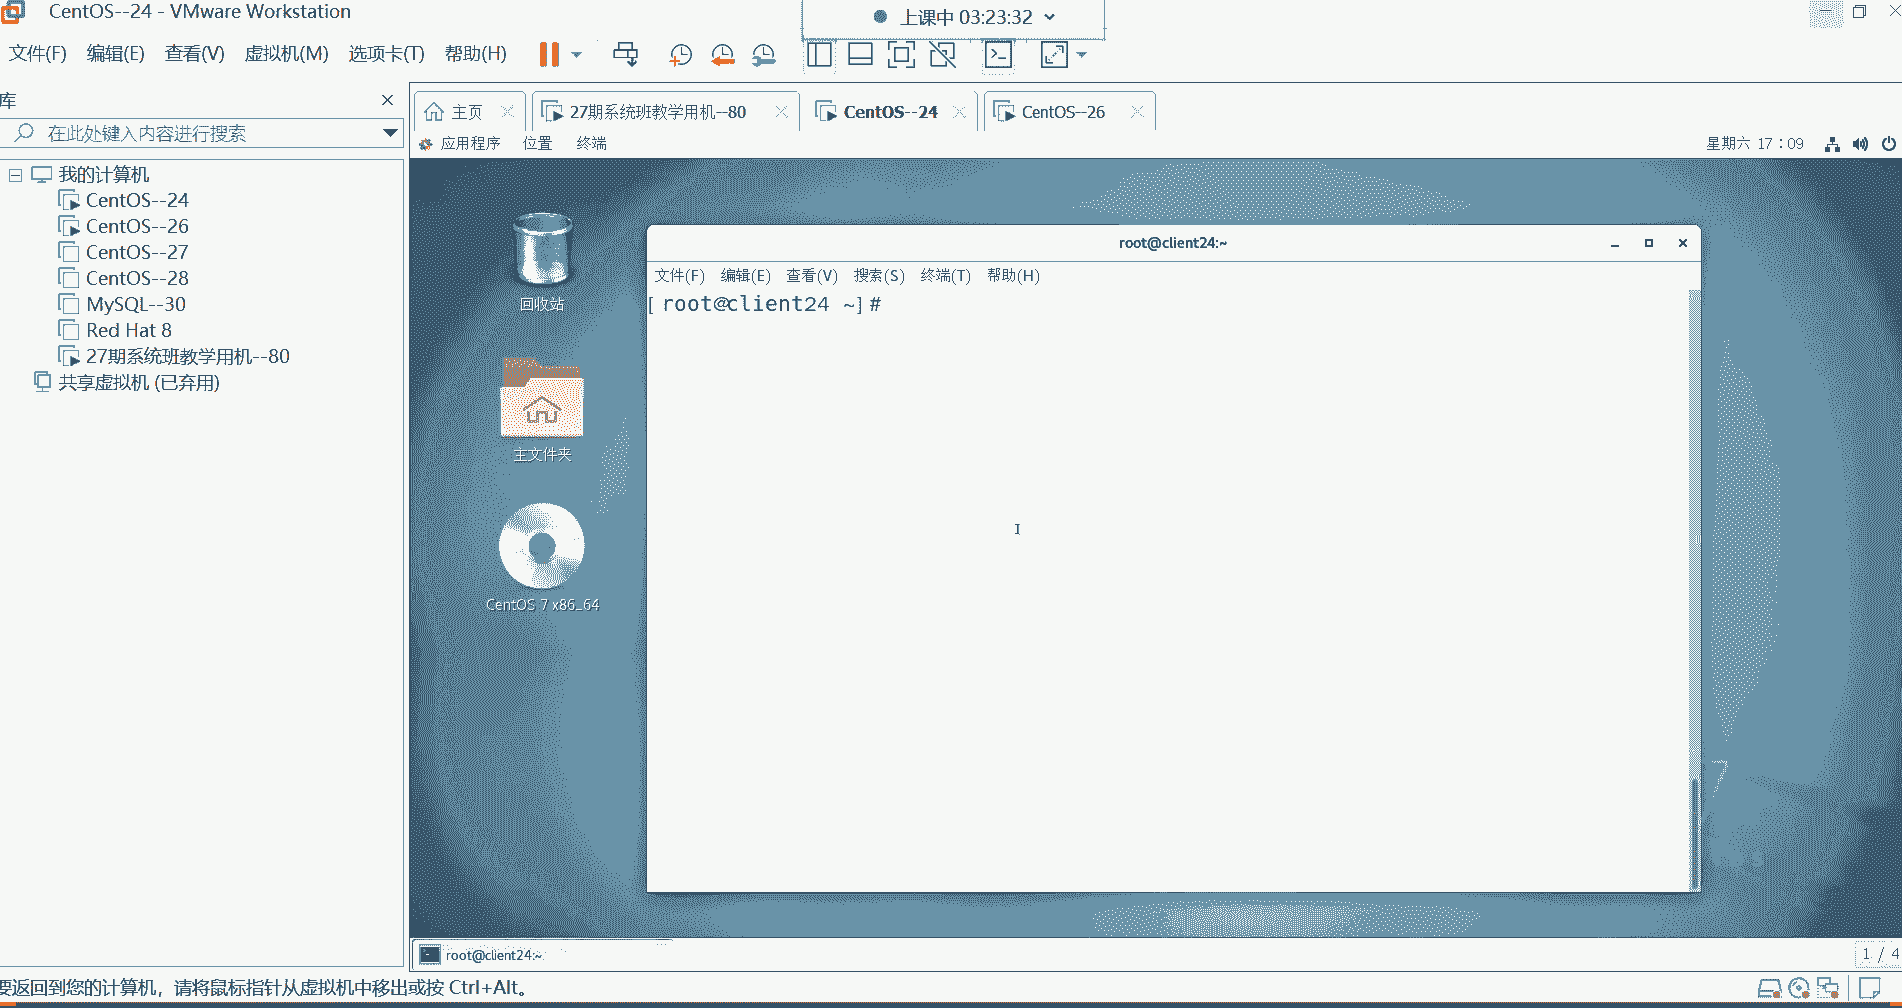 CentOS--24 - VMware Workstation
上课中 03:23:32
文件(F) 编辑(E) 查看(V) 虚拟机(M) 选项卡(T) 帮助(H)
库
在此处键入内容进行搜索
我的计算机
CentOS--24
CentOS--26
CentOS--27
CentOS--28
MySQL--30
Red Hat 8
27期系统班教学用机--80
共享虚拟机 (已弃用)
主页 27期系统班教学用机--80 CentOS--24 CentOS--26
应用程序 位置 终端 星期六 17：09
回收站
主文件夹
CentOS 7 x86_64
root@client24:~
文件(F) 编辑(E) 查看(V) 搜索(S) 终端(T) 帮助(H)
[root@client24 ~]#
7
root@client24:~
1 / 4
要返回到您的计算机，请将鼠标指针从虚拟机中移出或按 Ctrl+Alt。